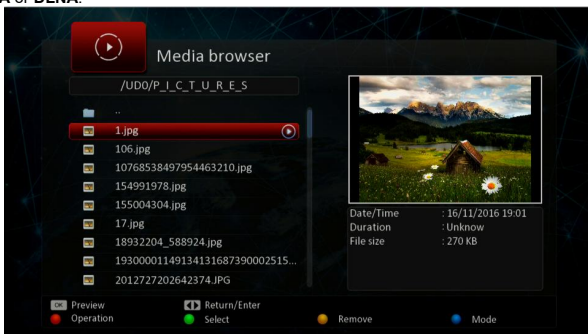 A or DENA.
Media browser
/UD0/P_I_C_T_U_R_E_S
..
1.jpg
106.jpg
10768538497954463210.jpg
154991978.jpg
155004304.jpg
17.jpg
18932204_588924.jpg
19300001149134131687390002515...
2012727202642374.JPG
Date/Time : 16/11/2016 19:01
Duration : Unknow
File size : 270 KB
OK Preview Return/Enter
Operation Select Remove Mode